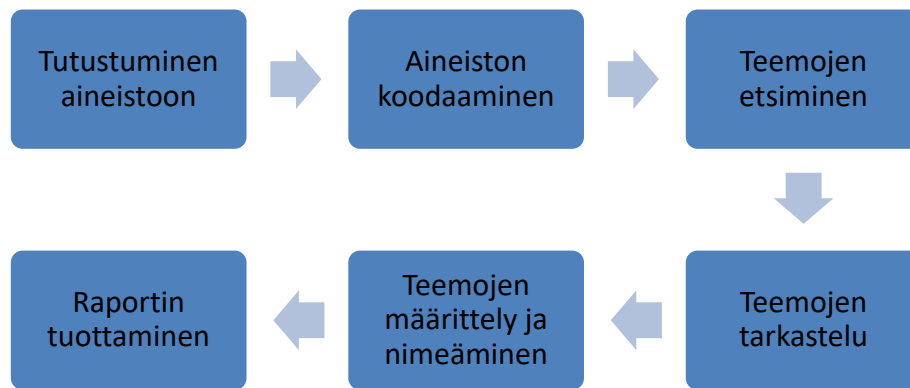 Tutustuminen
aineistoon
Aineiston
koodaaminen
Teemojen
etsiminen
Teemojen
tarkastelu
Teemojen
määrittely ja
nimeäminen
Raportin
tuottaminen